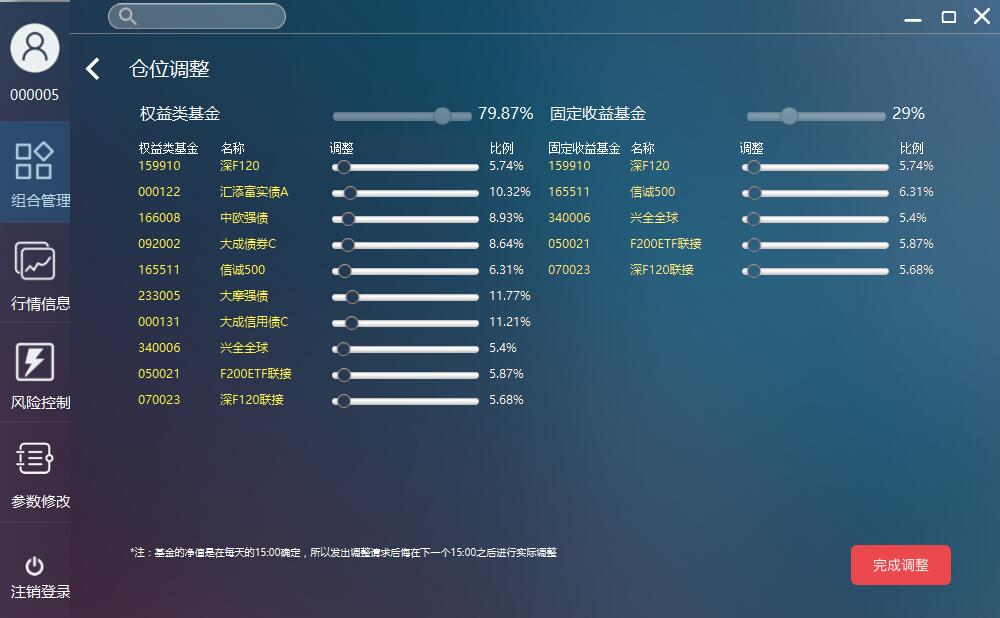 000005
组合管理
行情信息
风险控制
参数修改
注销登录
仓位调整
权益类基金 79.87%
权益类基金 名称 调整 比例
159910 深F120 5.74%
000122 汇添富实债A 10.32%
166008 中欧强债 8.93%
092002 大成债券C 8.64%
165511 信诚500 6.31%
233005 大摩强债 11.77%
000131 大成信用债C 11.21%
340006 兴全全球 5.4%
050021 F200ETF联接 5.87%
070023 深F120联接 5.68%
固定收益基金 29%
固定收益基金 名称 调整 比例
159910 深F120 5.74%
165511 信诚500 6.31%
340006 兴全全球 5.4%
050021 F200ETF联接 5.87%
070023 深F120联接 5.68%
*注：基金的净值是在每天的15:00确定，所以发出调整请求后悔在下一个15:00之后进行实际调整
完成调整